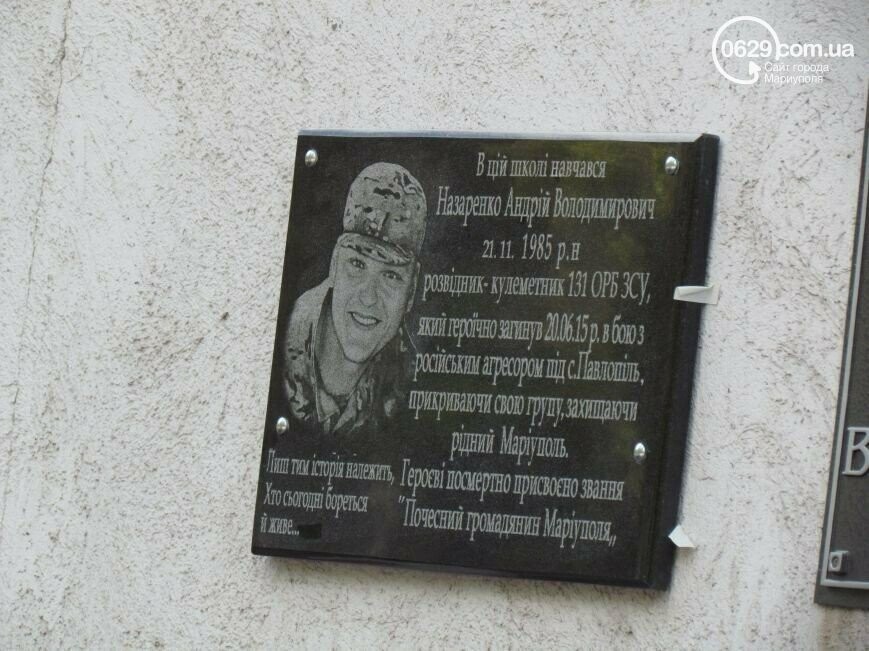 0629.com.ua
Сайт города
Мариуполя
В цій школі навчався
Назаренко Андрій Володимирович
21. 11. 1985 р.н
розвідник- кулеметник 131 ОРБ ЗСУ,
який героїчно загинув 20.06.15 р. в бою з
російським агресором під с.Павлопіль,
прикриваючи свою групу, захищаючи
рідний Маріуполь.
Героєві посмертно присвоєно звання
"Почесний громадянин Маріуполя,,
Лиш тим історія належить,
Хто сьогодні бореться
й живе...
В